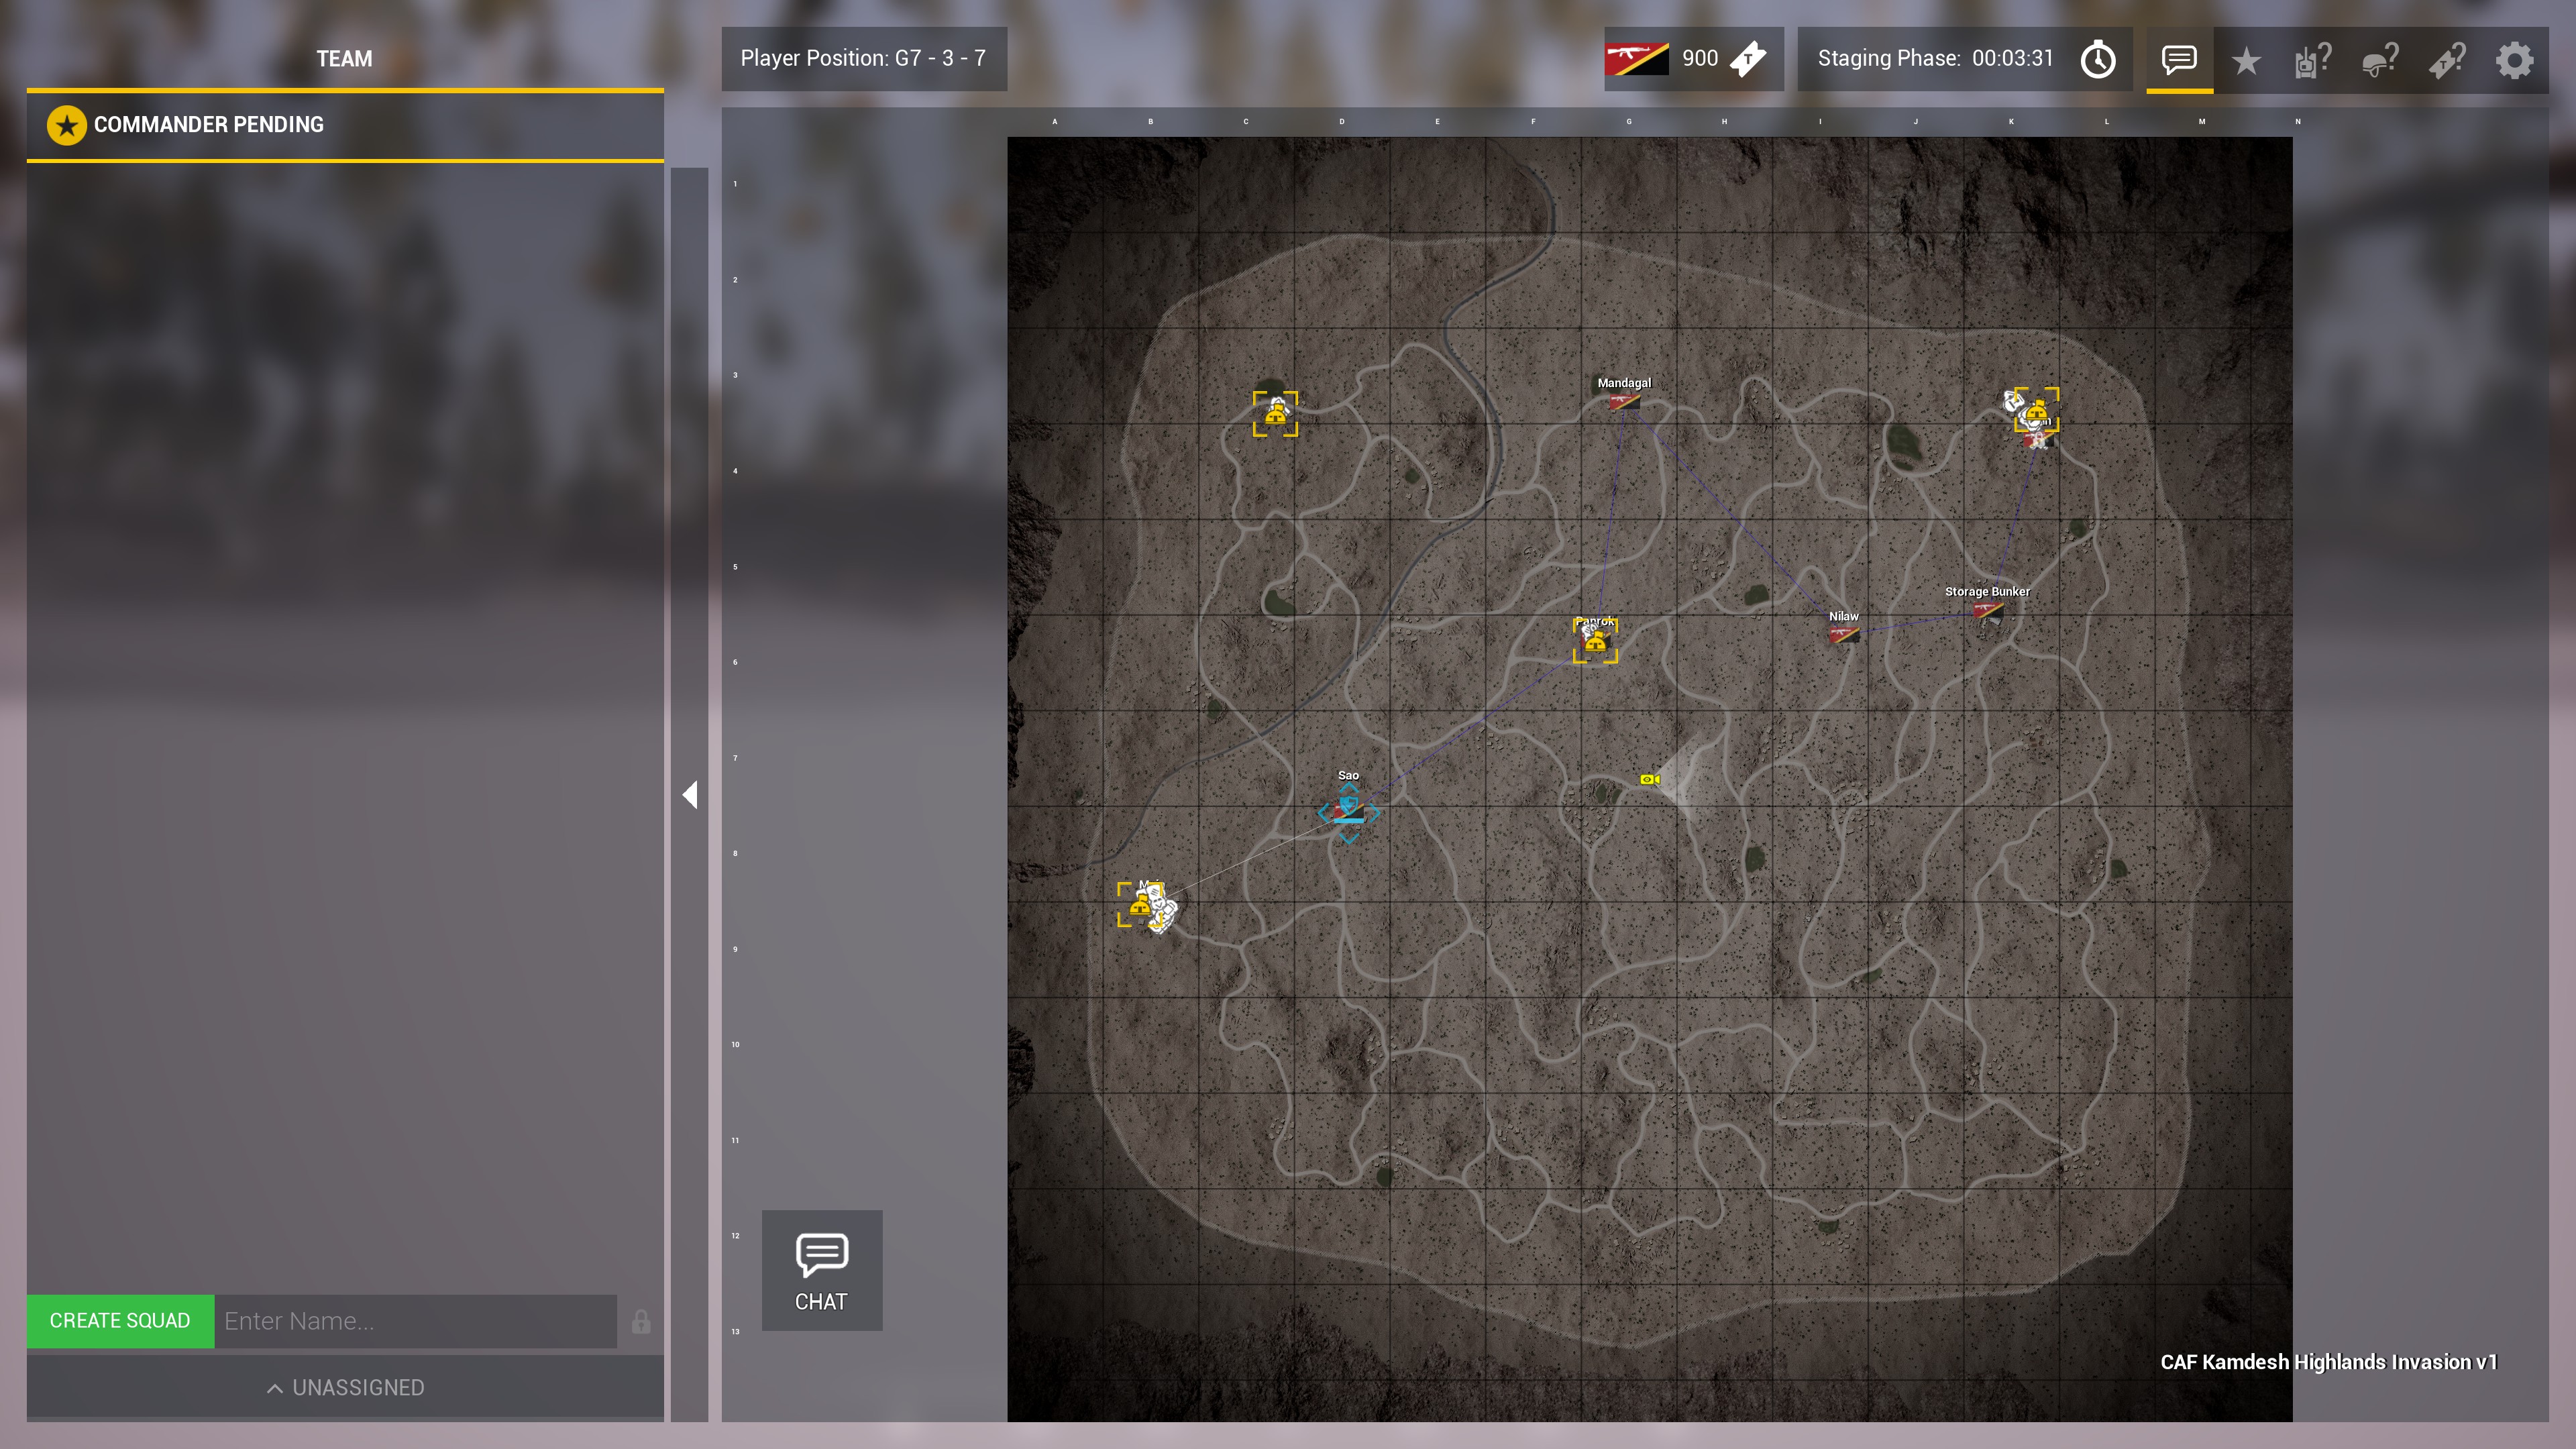 TEAM
COMMANDER PENDING
Player Position: G7 - 3 - 7
900
Staging Phase: 00:03:31
A B C D E F G H I J K L M N
1
2
3
4
5
6
7
8
9
10
11
12
13
Mandagal
Storage Bunker
Nilaw
Sao
CHAT
CREATE SQUAD
Enter Name...
UNASSIGNED
CAF Kamdesh Highlands Invasion v1